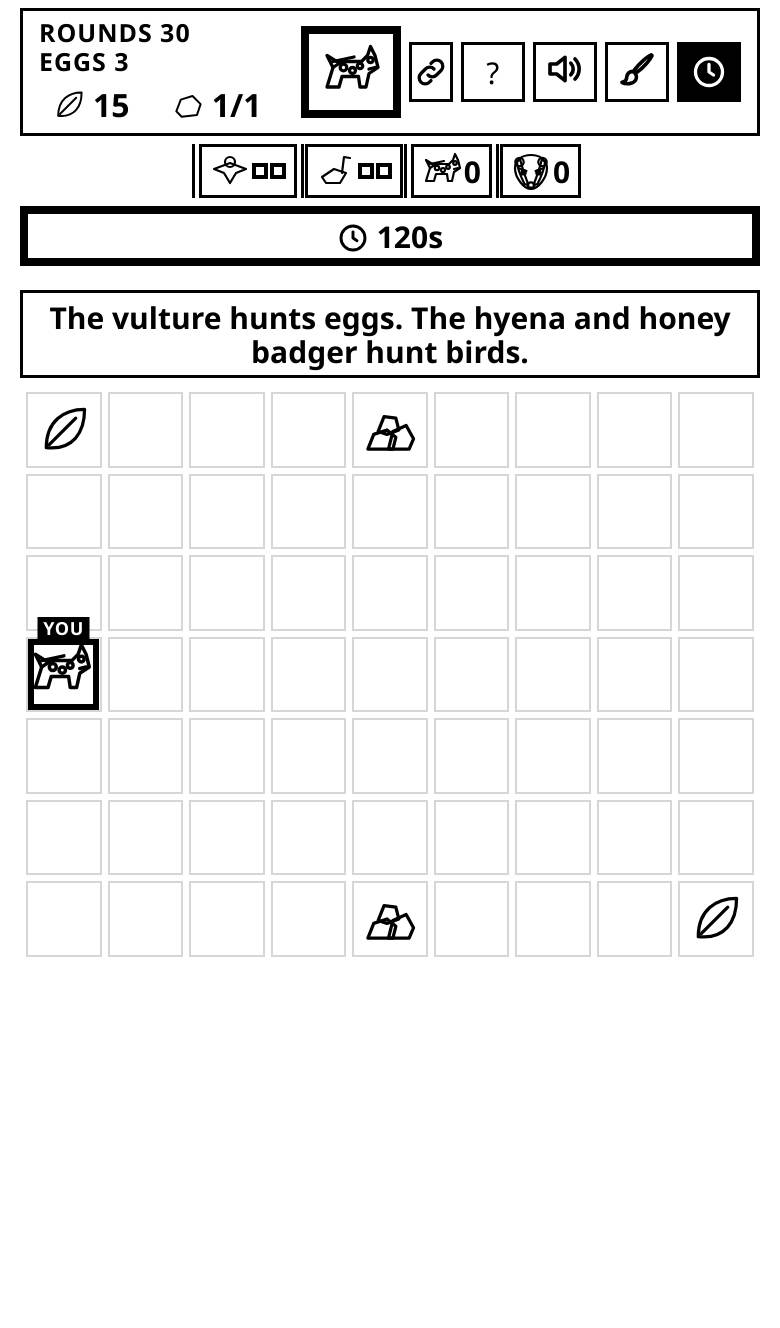 ROUNDS 30
EGGS 3
15 1/1
?
0 0
120s
The vulture hunts eggs. The hyena and honey
badger hunt birds.
YOU